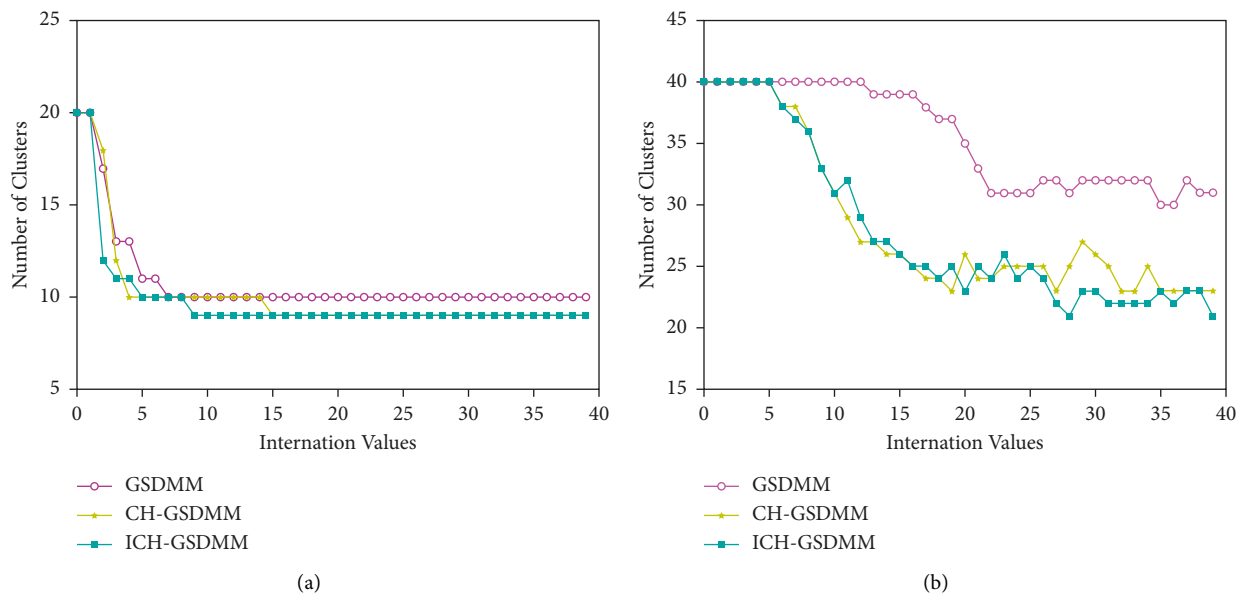 25
20
15
10
5
Number of Clusters
0 5 10 15 20 25 30 35 40
Internation Values
GSDMM
CH-GSDMM
ICH-GSDMM
(a)
45
40
35
30
25
20
15
Number of Clusters
0 5 10 15 20 25 30 35 40
Internation Values
GSDMM
CH-GSDMM
ICH-GSDMM
(b)